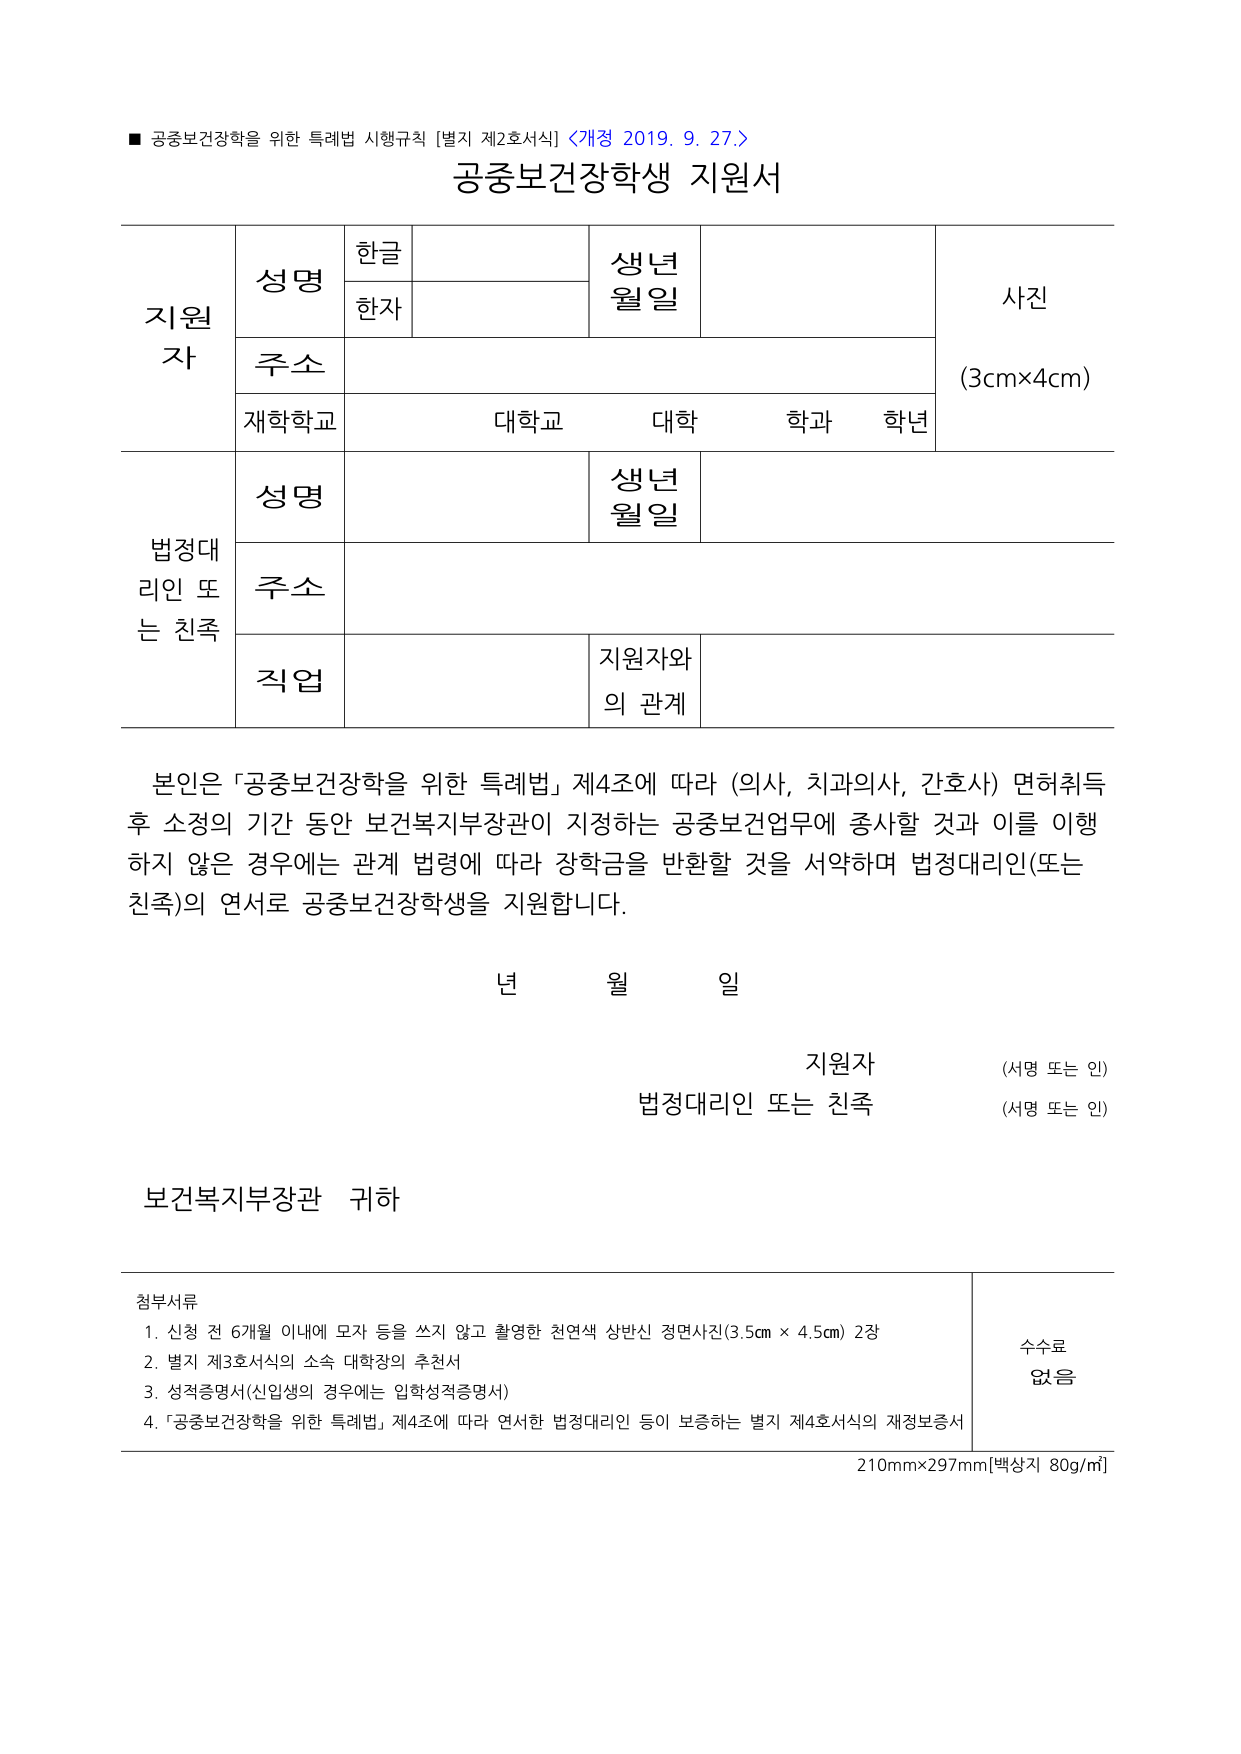 ■ 공중보건장학을 위한 특례법 시행규칙 [별지 제2호서식] <개정 2019. 9. 27.>
공중보건장학생 지원서
지원
자
성명
한글
한자
생년
월일
사진
(3cm×4cm)
주소
재학학교
대학교 대학 학과 학년
법정대
리인 또
는 친족
성명
생년
월일
주소
직업
지원자와
의 관계
본인은 「공중보건장학을 위한 특례법」 제4조에 따라 (의사, 치과의사, 간호사) 면허취득
후 소정의 기간 동안 보건복지부장관이 지정하는 공중보건업무에 종사할 것과 이를 이행
하지 않은 경우에는 관계 법령에 따라 장학금을 반환할 것을 서약하며 법정대리인(또는
친족)의 연서로 공중보건장학생을 지원합니다.
년 월 일
지원자 (서명 또는 인)
법정대리인 또는 친족 (서명 또는 인)
보건복지부장관 귀하
첨부서류
1. 신청 전 6개월 이내에 모자 등을 쓰지 않고 촬영한 천연색 상반신 정면사진(3.5㎝ × 4.5㎝) 2장
2. 별지 제3호서식의 소속 대학장의 추천서
3. 성적증명서(신입생의 경우에는 입학성적증명서)
4. 「공중보건장학을 위한 특례법」 제4조에 따라 연서한 법정대리인 등이 보증하는 별지 제4호서식의 재정보증서
수수료
없음
210mm×297mm[백상지 80g/㎡]